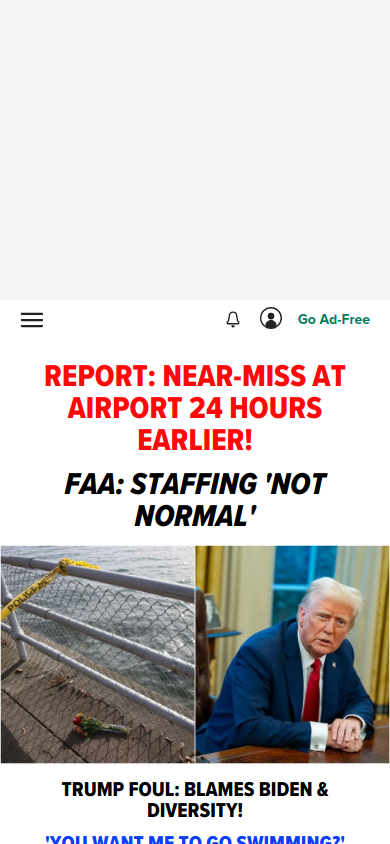 Go Ad-Free
REPORT: NEAR-MISS AT
AIRPORT 24 HOURS
EARLIER!
FAA: STAFFING 'NOT
NORMAL'
TRUMP FOUL: BLAMES BIDEN &
DIVERSITY!
'YOU WANT ME TO GO SWIMMING?'